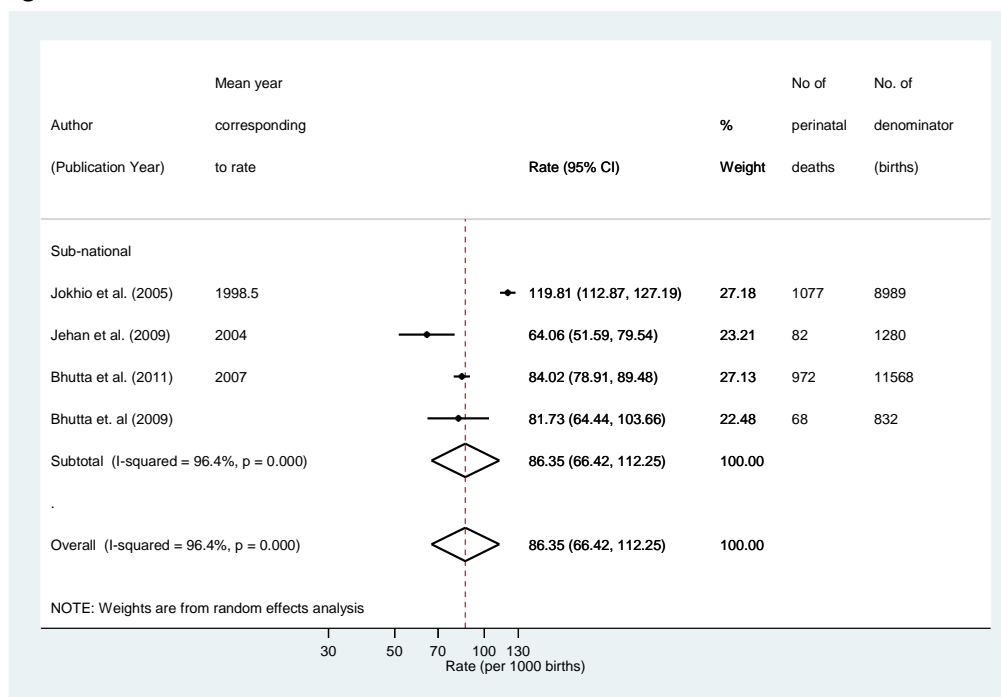 Mean year No of No. of
Author corresponding % perinatal denominator
(Publication Year) to rate Rate (95% CI) Weight deaths (births)
Sub-national
Jokhio et al. (2005) 1998.5 119.81 (112.87, 127.19) 27.18 1077 8989
Jehan et al. (2009) 2004 64.06 (51.59, 79.54) 23.21 82 1280
Bhutta et al. (2011) 2007 84.02 (78.91, 89.48) 27.13 972 11568
Bhutta et. al (2009) 81.73 (64.44, 103.66) 22.48 68 832
Subtotal (I-squared = 96.4%, p = 0.000) 86.35 (66.42, 112.25) 100.00
.
Overall (I-squared = 96.4%, p = 0.000) 86.35 (66.42, 112.25) 100.00
NOTE: Weights are from random effects analysis
30 50 70 100 130
Rate (per 1000 births)